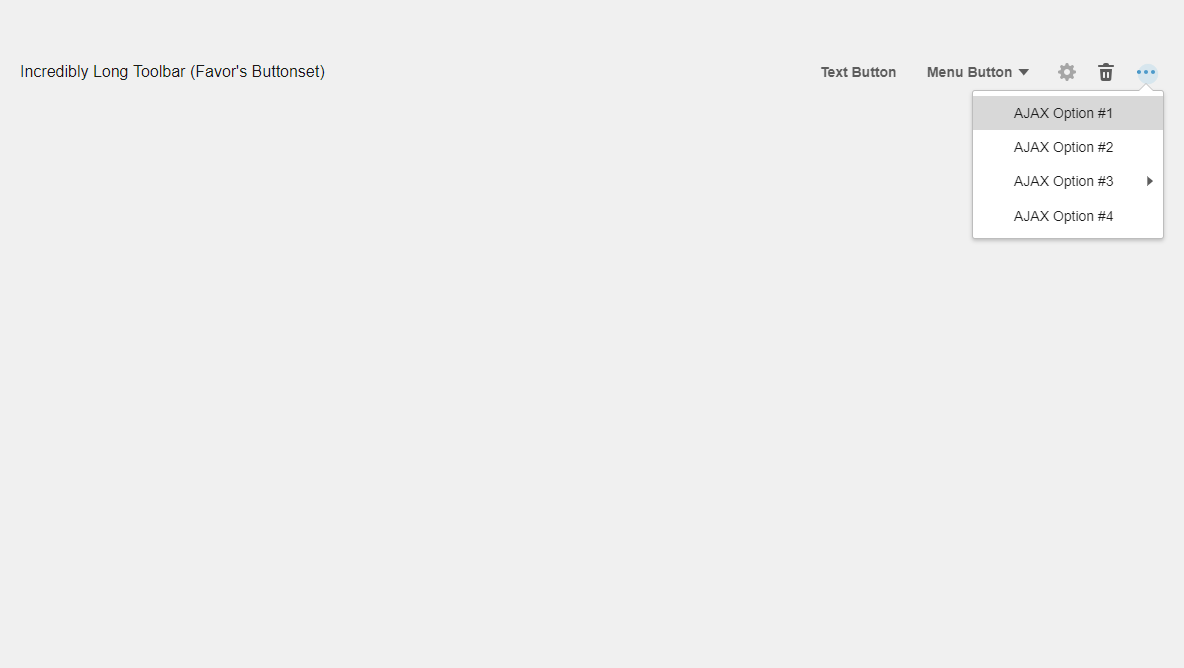 Incredibly Long Toolbar (Favor's Buttonset)
Text Button
Menu Button
AJAX Option #1
AJAX Option #2
AJAX Option #3
AJAX Option #4